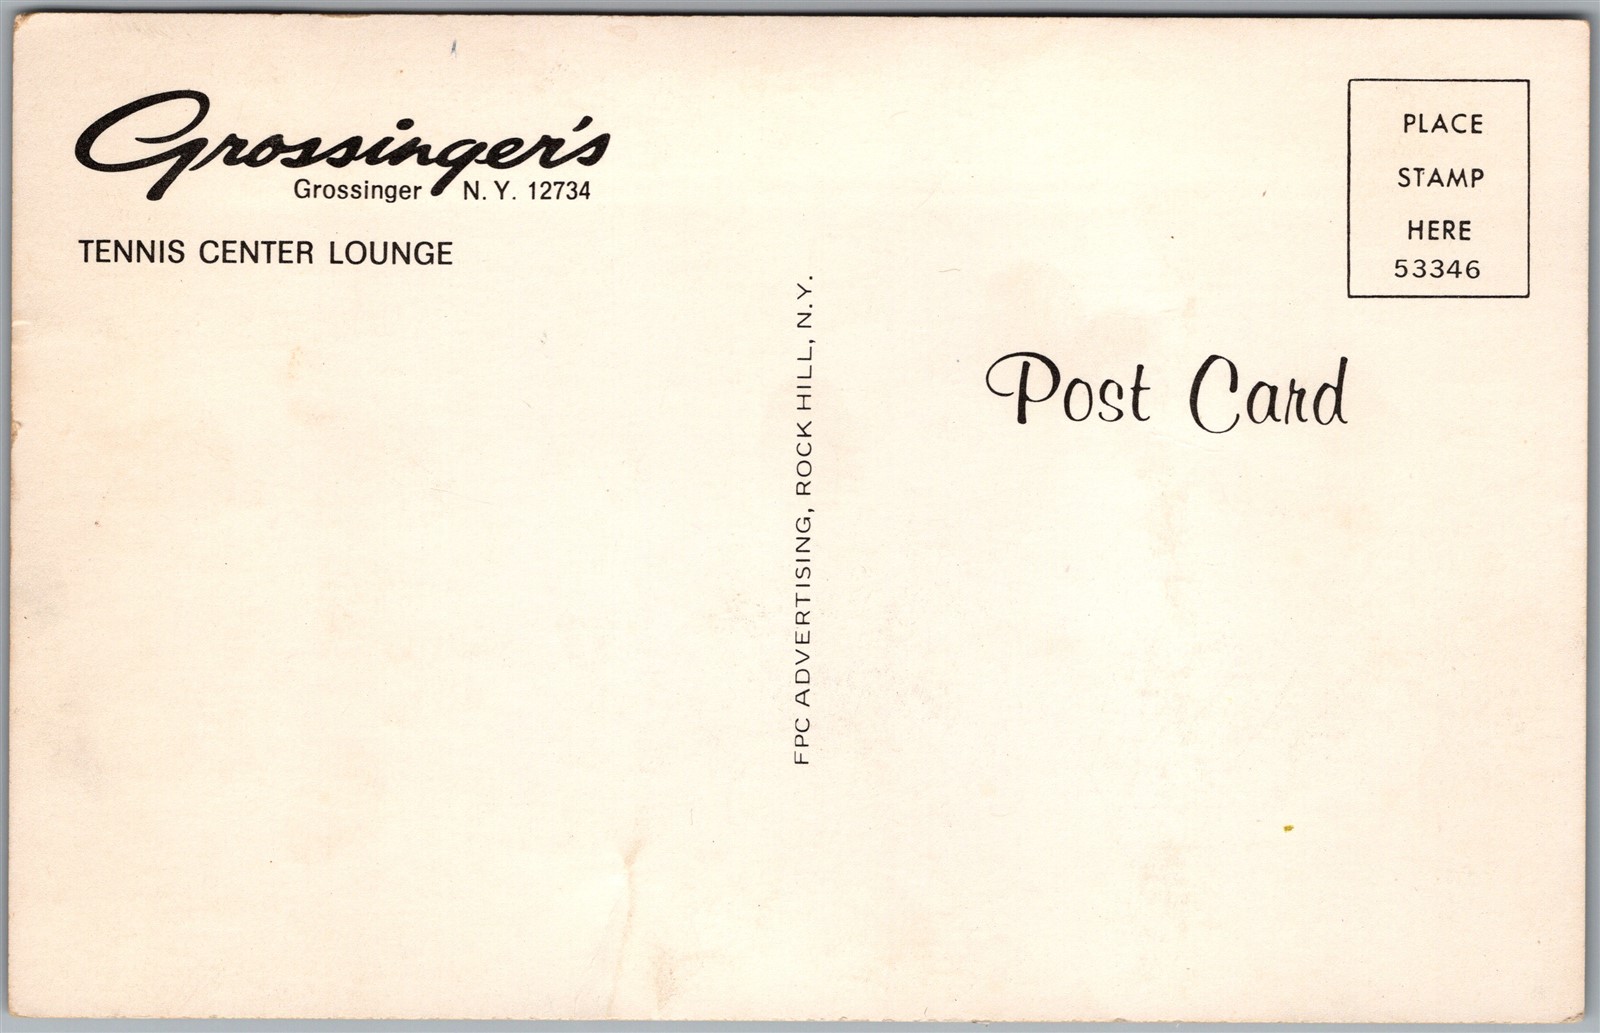 Grossinger's
Grossinger N. Y. 12734
TENNIS CENTER LOUNGE
FPC ADVERTISING, ROCK HILL, N.Y.
PLACE
STAMP
HERE
53346
Post Card